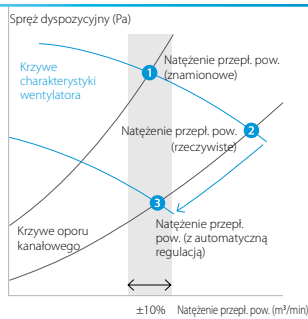 Spręż dyspozycyjny (Pa)
Krzywe
charakterystyki
wentylatora
1
Natężenie przepł. pow.
(znamionowe)
Natężenie przepł. pow.
(rzeczywiste)
2
3
Natężenie przepł.
pow. (z automatyczną
regulacją)
Krzywe oporu
kanałowego
±10%
Natężenie przepł. pow. (m³/min)